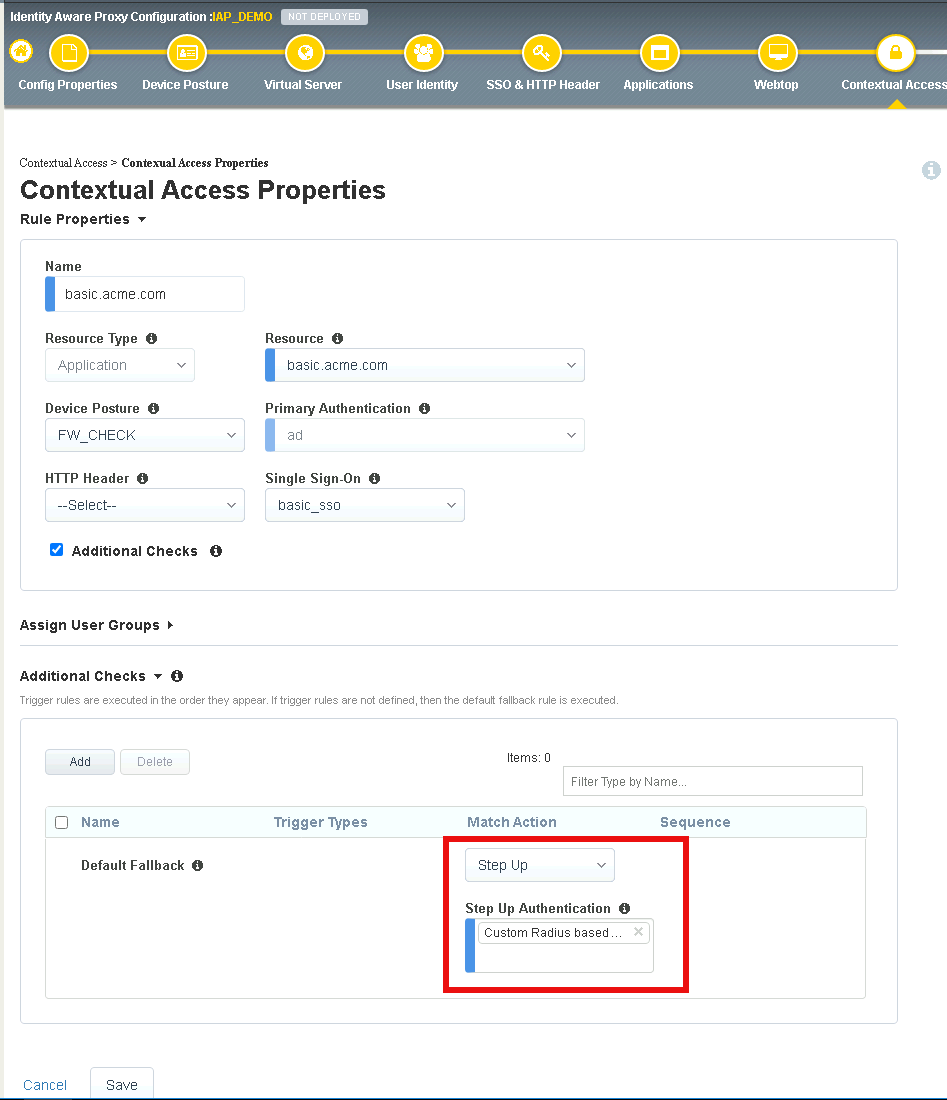 Identity Aware Proxy Configuration :IAP_DEMO NOT DEPLOYED
Config Properties Device Posture Virtual Server User Identity SSO & HTTP Header Applications Webtop Contextual Access
Contextual Access > Contexual Access Properties
Contextual Access Properties
Rule Properties
Name
basic.acme.com
Resource Type Resource
Application basic.acme.com
Device Posture Primary Authentication
FW_CHECK ad
HTTP Header Single Sign-On
--Select-- basic_sso
Additional Checks
Assign User Groups
Additional Checks
Trigger rules are executed in the order they appear. If trigger rules are not defined, then the default fallback rule is executed.
Add Delete Items: 0
Filter Type by Name...
Name Trigger Types Match Action Sequence
Default Fallback Step Up
Step Up Authentication
Custom Radius based ...
Cancel Save